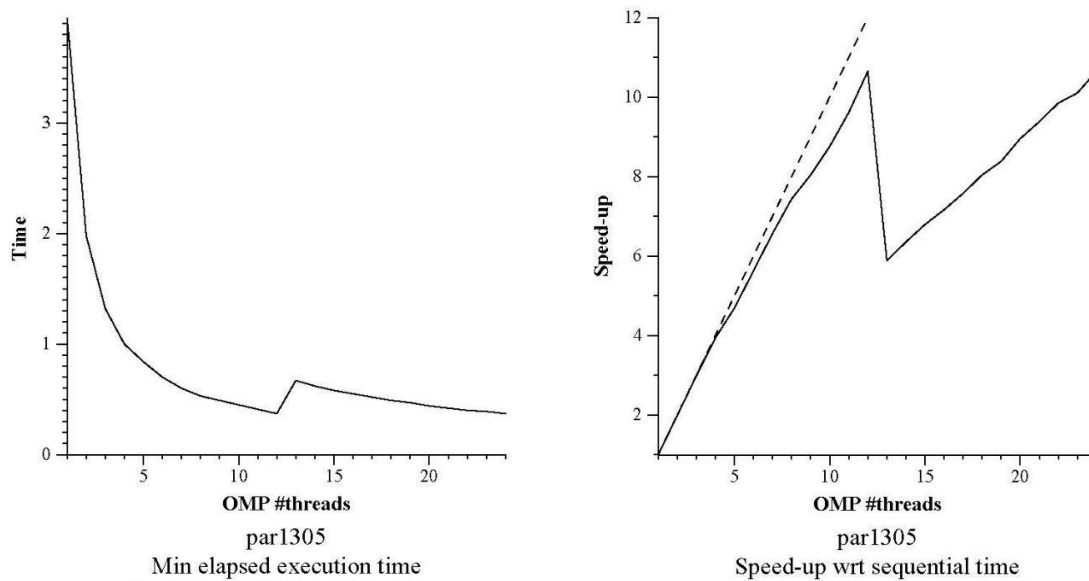 3
2
1
0
Time
5
10
15
20
OMP #threads
par1305
Min elapsed execution time
12
10
8
6
4
2
Speed-up
5
10
15
20
OMP #threads
par1305
Speed-up wrt sequential time